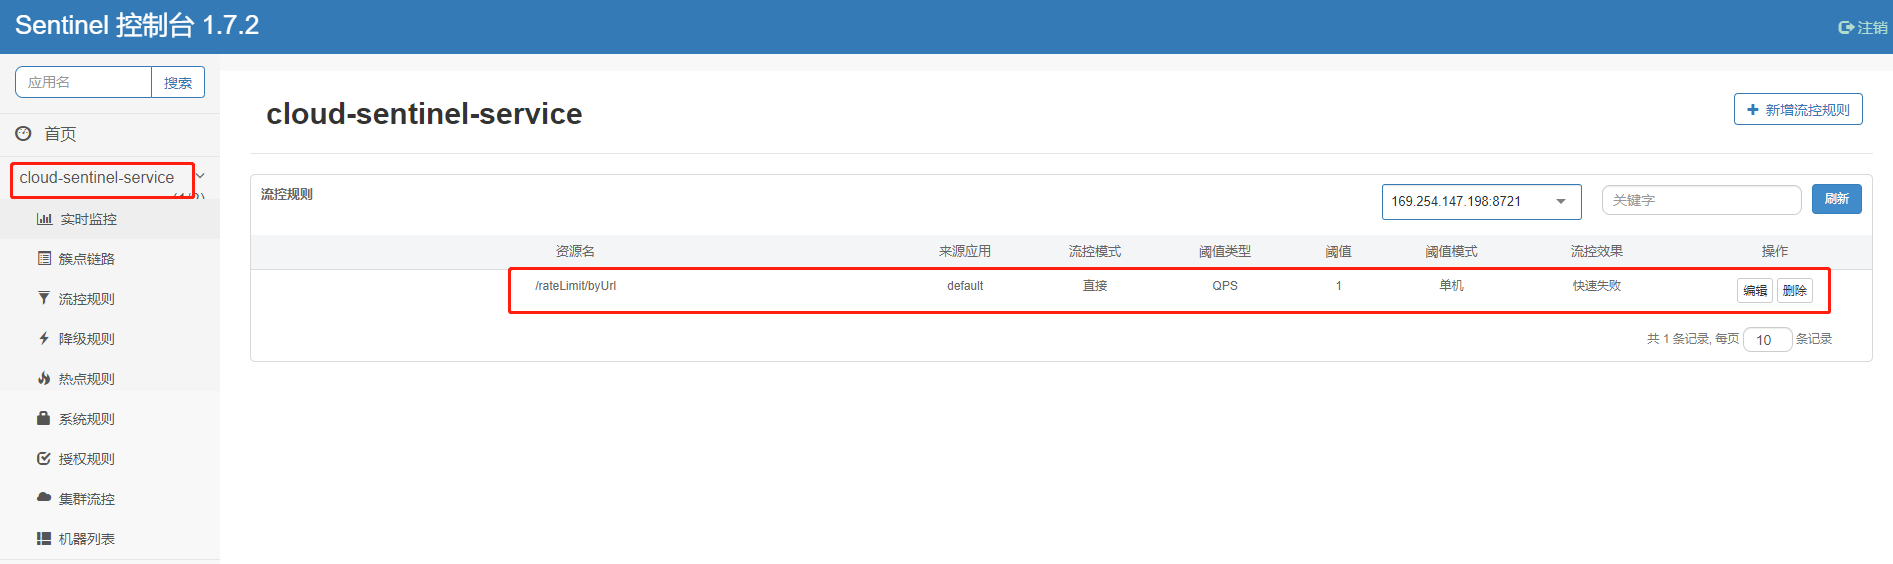 Sentinel 控制台 1.7.2
注销
应用名 搜索
首页
cloud-sentinel-service
实时监控
簇点链路
流控规则
降级规则
热点规则
系统规则
授权规则
集群流控
机器列表
cloud-sentinel-service
新增流控规则
流控规则 169.254.147.198:8721 关键字 刷新
资源名 来源应用 流控模式 阈值类型 阈值 阈值模式 流控效果 操作
/rateLimit/byUrl default 直接 QPS 1 单机 快速失败 编辑 删除
共 1 条记录, 每页 10 条记录